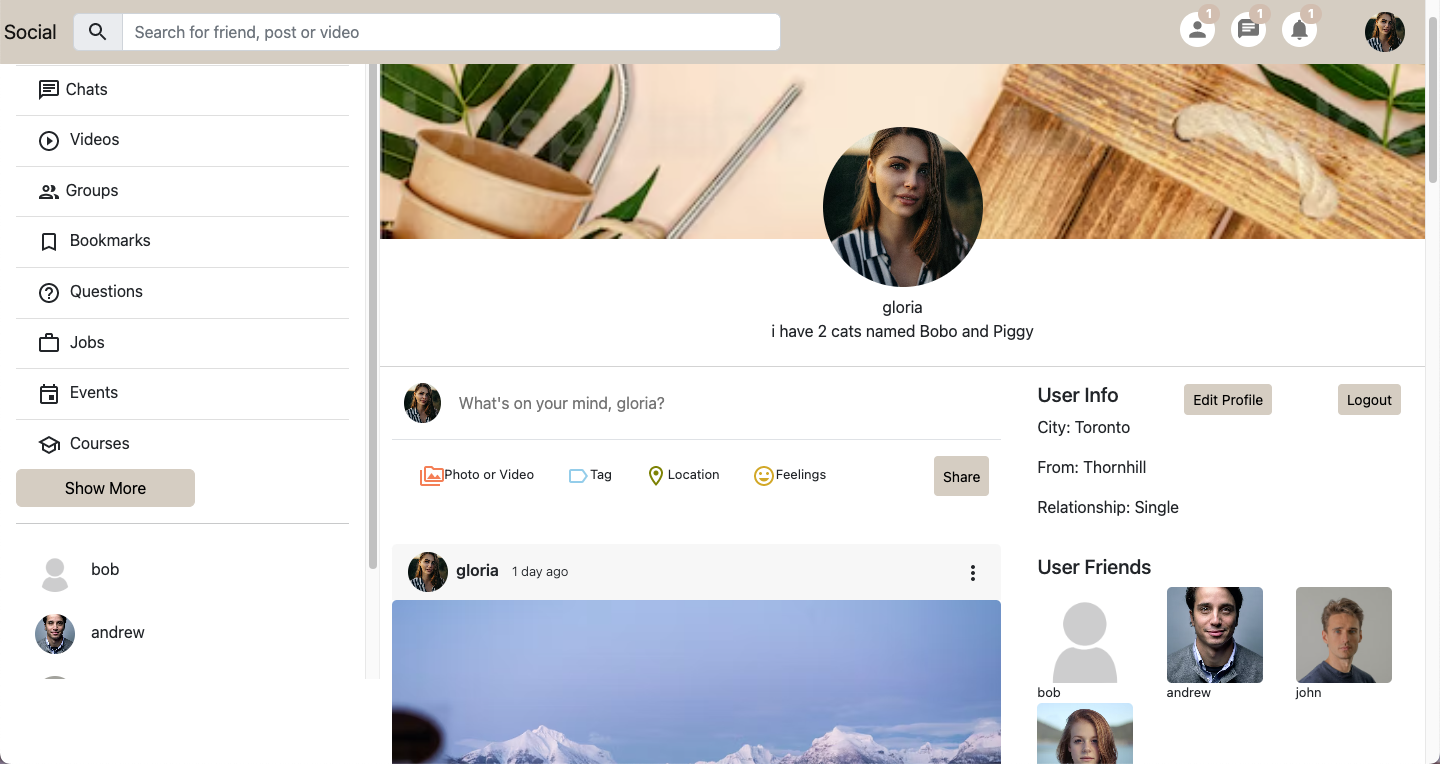 Social
Search for friend, post or video
1
1
1
Chats
Videos
Groups
Bookmarks
Questions
Jobs
Events
Courses
Show More
bob
andrew
gloria
i have 2 cats named Bobo and Piggy
What's on your mind, gloria?
Photo or Video
Tag
Location
Feelings
Share
gloria 1 day ago
User Info
Edit Profile
Logout
City: Toronto
From: Thornhill
Relationship: Single
User Friends
bob
andrew
john